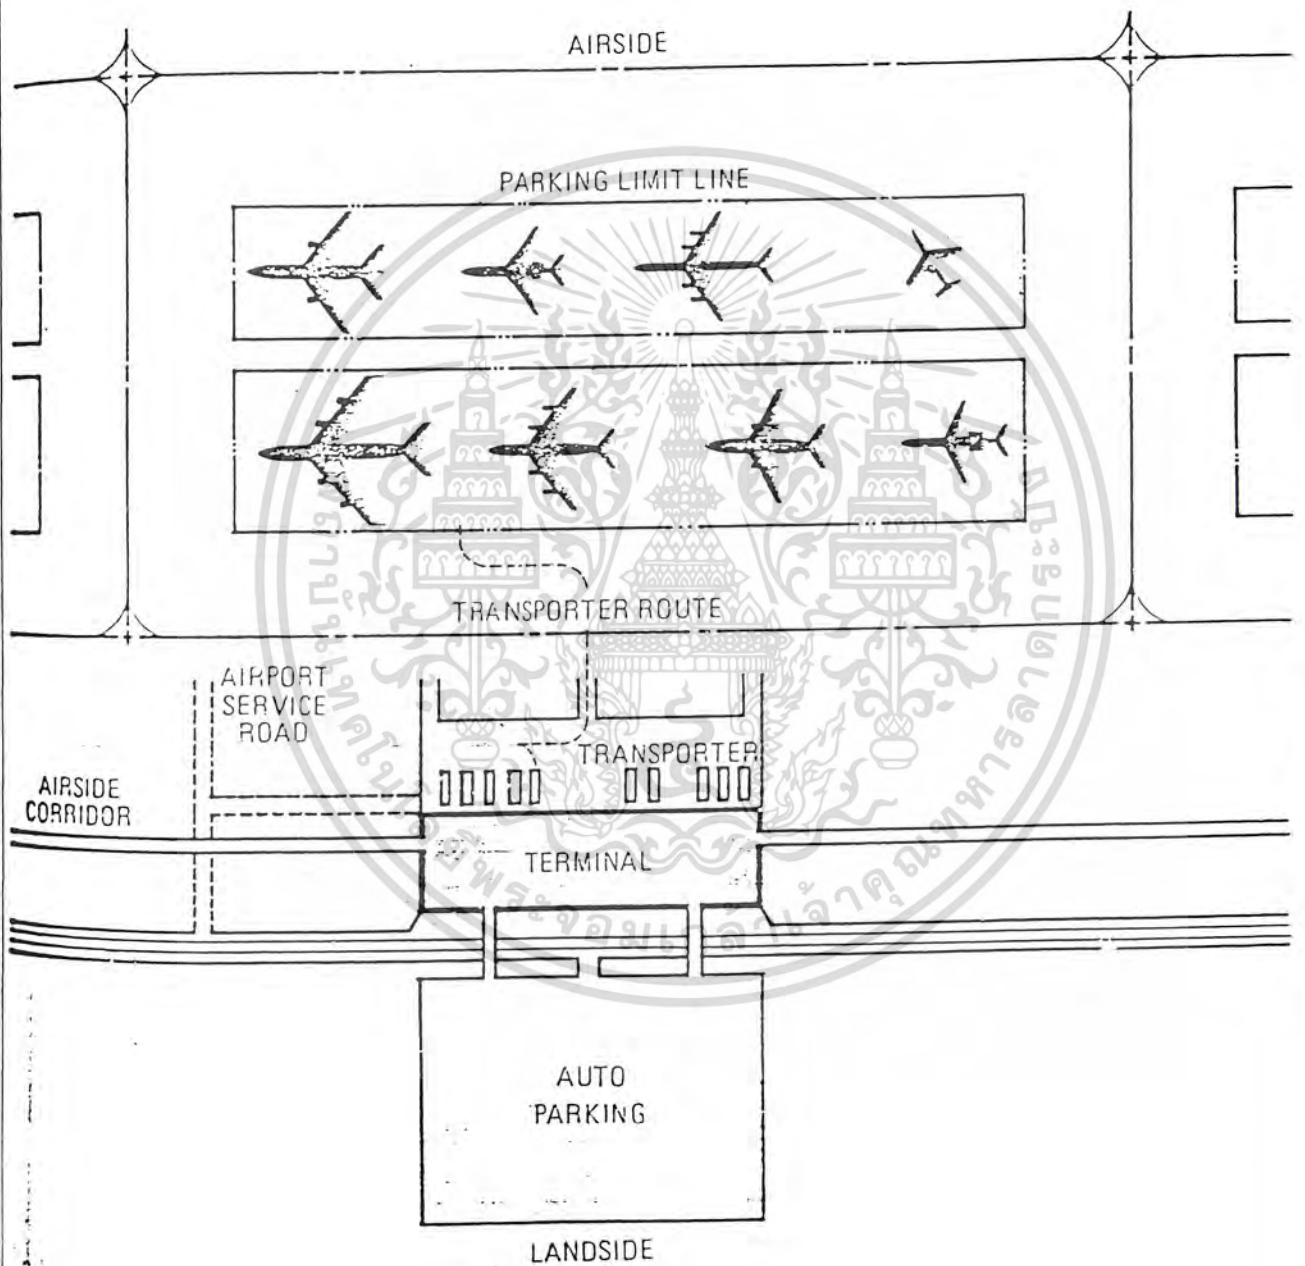 AIRSIDE
PARKING LIMIT LINE
TRANSPORTER ROUTE
AIRPORT
SERVICE
ROAD
TRANSPORTER
AIRSIDE
CORRIDOR
TERMINAL
AUTO
PARKING
LANDSIDE